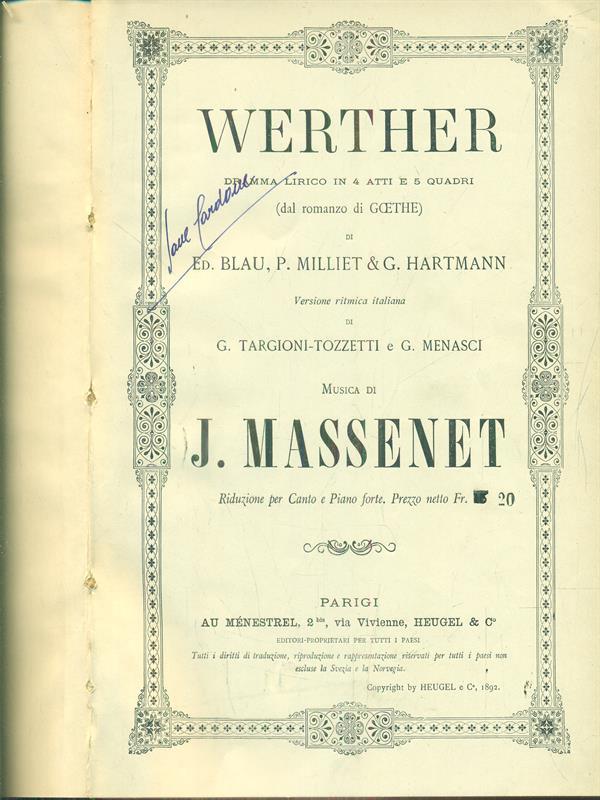 WERTHER
DRAMMA LIRICO IN 4 ATTI E 5 QUADRI
(dal romanzo di GŒTHE)
DI
ED. BLAU, P. MILLIET & G. HARTMANN
Versione ritmica italiana
DI
G. TARGIONI-TOZZETTI e G. MENASCI
MUSICA DI
J. MASSENET
Riduzione per Canto e Piano forte. Prezzo netto Fr. 20
PARIGI
AU MÉNESTREL, 2 bis, via Vivienne, HEUGEL & Cº
EDITORI-PROPRIETARI PER TUTTI I PAESI
Tutti i diritti di traduzione, riproduzione e rappresentazione riservati per tutti i paesi non
escluse la Svezia e la Norvegia.
Copyright by HEUGEL e Cº, 1892.